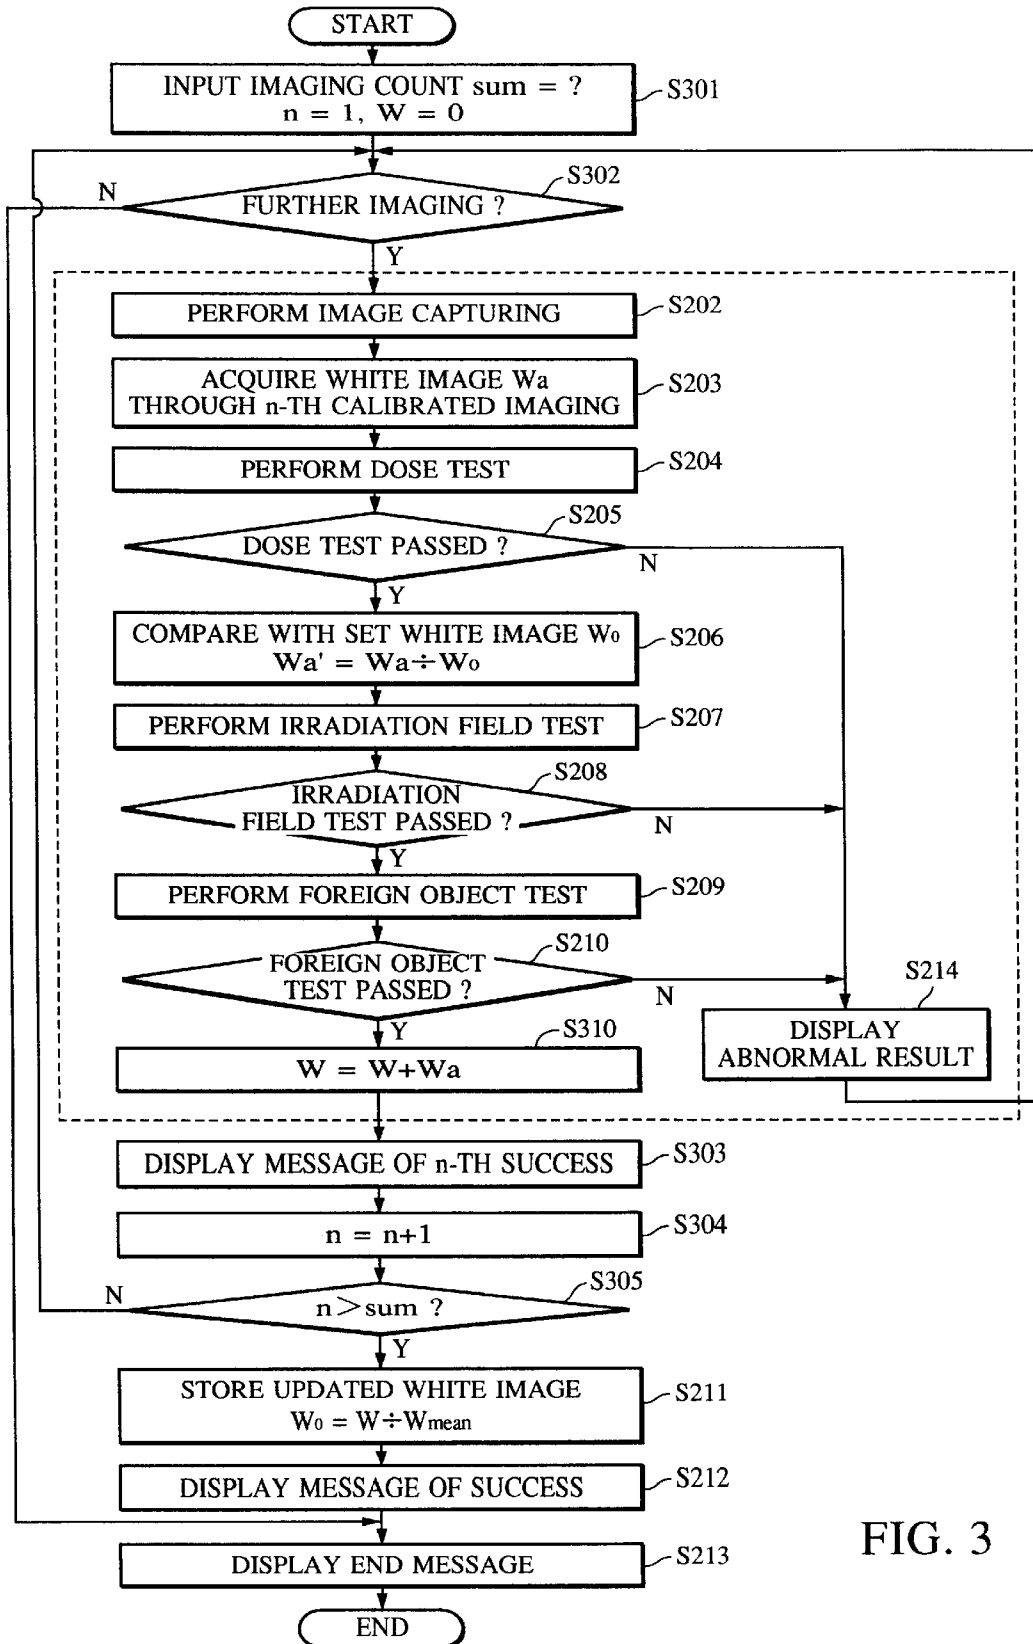 START
INPUT IMAGING COUNT sum = ?
n = 1, W = 0
S301
S302
N
FURTHER IMAGING ?
Y
PERFORM IMAGE CAPTURING
S202
ACQUIRE WHITE IMAGE Wa
THROUGH n-TH CALIBRATED IMAGING
S203
PERFORM DOSE TEST
S204
S205
DOSE TEST PASSED ?
N
Y
COMPARE WITH SET WHITE IMAGE W₀
Wa' = Wa÷W₀
S206
PERFORM IRRADIATION FIELD TEST
S207
S208
IRRADIATION
FIELD TEST PASSED ?
N
Y
PERFORM FOREIGN OBJECT TEST
S209
S210
FOREIGN OBJECT
TEST PASSED ?
N
Y
S214
DISPLAY
ABNORMAL RESULT
S310
W = W+Wa
DISPLAY MESSAGE OF n-TH SUCCESS
S303
n = n+1
S304
S305
N
n>sum ?
Y
STORE UPDATED WHITE IMAGE
W₀ = W÷Wmean
S211
DISPLAY MESSAGE OF SUCCESS
S212
DISPLAY END MESSAGE
S213
END
FIG. 3